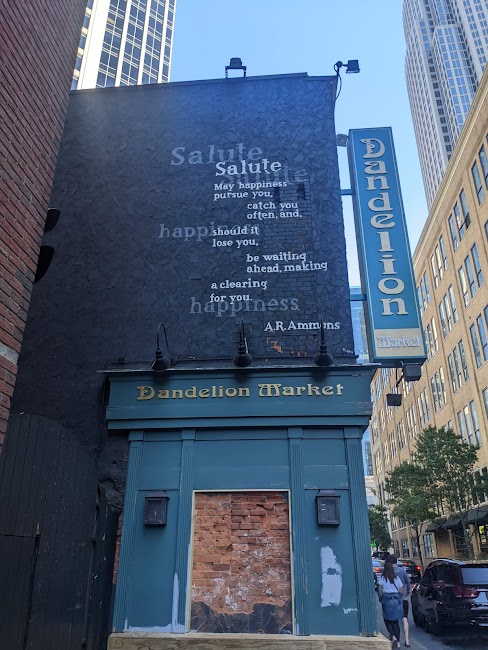 Salute
Salute
Salute
May happiness
pursue you,
catch you
often, and,
happiness
should it
lose you,
be waiting
ahead, making
a clearing
for you.
happiness
A.R. Ammons
Dandelion
Market
Dandelion Market